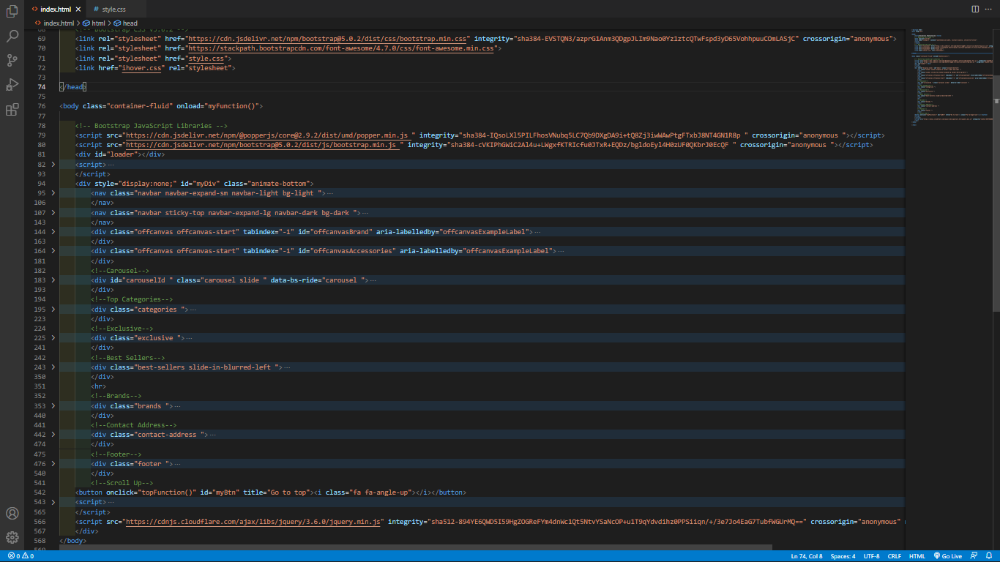 index.html
style.css
index.html > html > head
68 <!-- Bootstrap CSS v5.0.2 -->
69 <link rel="stylesheet" href="https://cdn.jsdelivr.net/npm/bootstrap@5.0.2/dist/css/bootstrap.min.css" integrity="sha384-EVSTQN3/azprG1Anm3QDgpJLIm9Nao0Yz1ztcQTwFspd3yD65VohhpuuCOmLASjC" crossorigin="anonymous">
70 <link rel="stylesheet" href="https://stackpath.bootstrapcdn.com/font-awesome/4.7.0/css/font-awesome.min.css">
71 <link rel="stylesheet" href="style.css">
72 <link href="ihover.css" rel="stylesheet">
73
74 </head>
75
76 <body class="container-fluid" onload="myFunction()">
77
78 <!-- Bootstrap JavaScript Libraries -->
79 <script src="https://cdn.jsdelivr.net/npm/@popperjs/core@2.9.2/dist/umd/popper.min.js " integrity="sha384-IQsoLXl5PILFhosVNubq5LC7Qb9DXgDA9i+tQ8Zj3iwWAwPtgFTxbJ8NT4GN1R8p " crossorigin="anonymous "></script>
80 <script src="https://cdn.jsdelivr.net/npm/bootstrap@5.0.2/dist/js/bootstrap.min.js " integrity="sha384-cVKIPhGWiC2Al4u+LWgxfKTRIcfu0JTxR+EQDz/bgldoEyl4H0zUF0QKbrJ0EcQF " crossorigin="anonymous "></script>
81 <div id="loader"></div>
82 <script>...
93 </script>
94 <div style="display:none;" id="myDiv" class="animate-bottom">
95 <nav class="navbar navbar-expand-sm navbar-light bg-light ">...
106 </nav>
107 <nav class="navbar sticky-top navbar-expand-lg navbar-dark bg-dark ">...
143 </nav>
144 <div class="offcanvas offcanvas-start" tabindex="-1" id="offcanvasBrand" aria-labelledby="offcanvasExampleLabel">...
163 </div>
164 <div class="offcanvas offcanvas-start" tabindex="-1" id="offcanvasAccessories" aria-labelledby="offcanvasExampleLabel">...
181 </div>
182 <!--Carousel-->
183 <div id="carouselId " class="carousel slide " data-bs-ride="carousel ">...
193 </div>
194 <!--Top Categories-->
195 <div class="categories ">...
223 </div>
224 <!--Exclusive-->
225 <div class="exclusive ">...
241 </div>
242 <!--Best Sellers-->
243 <div class="best-sellers slide-in-blurred-left ">...
350 </div>
351 <hr>
352 <!--Brands-->
353 <div class="brands ">...
440 </div>
441 <!--Contact Address-->
442 <div class="contact-address ">...
474 </div>
475 <!--Footer-->
476 <div class="footer ">...
540 </div>
541 <!--Scroll Up-->
542 <button onclick="topFunction()" id="myBtn" title="Go to top"><i class="fa fa-angle-up"></i></button>
543 <script>...
565 </script>
566 <script src="https://cdnjs.cloudflare.com/ajax/libs/jquery/3.6.0/jquery.min.js" integrity="sha512-894YE6QWD5I59HgZOGReFYm4dnWc1Qt5NtvYSaNcOP+u1T9qYdvdihz0PPSiiqn/+/3e7Jo4EaG7TubfWGUrMQ==" crossorigin="anonymous"
567 </div>
568 </body>
569
0 0 Ln 74, Col 8 Spaces: 4 UTF-8 CRLF HTML Go Live